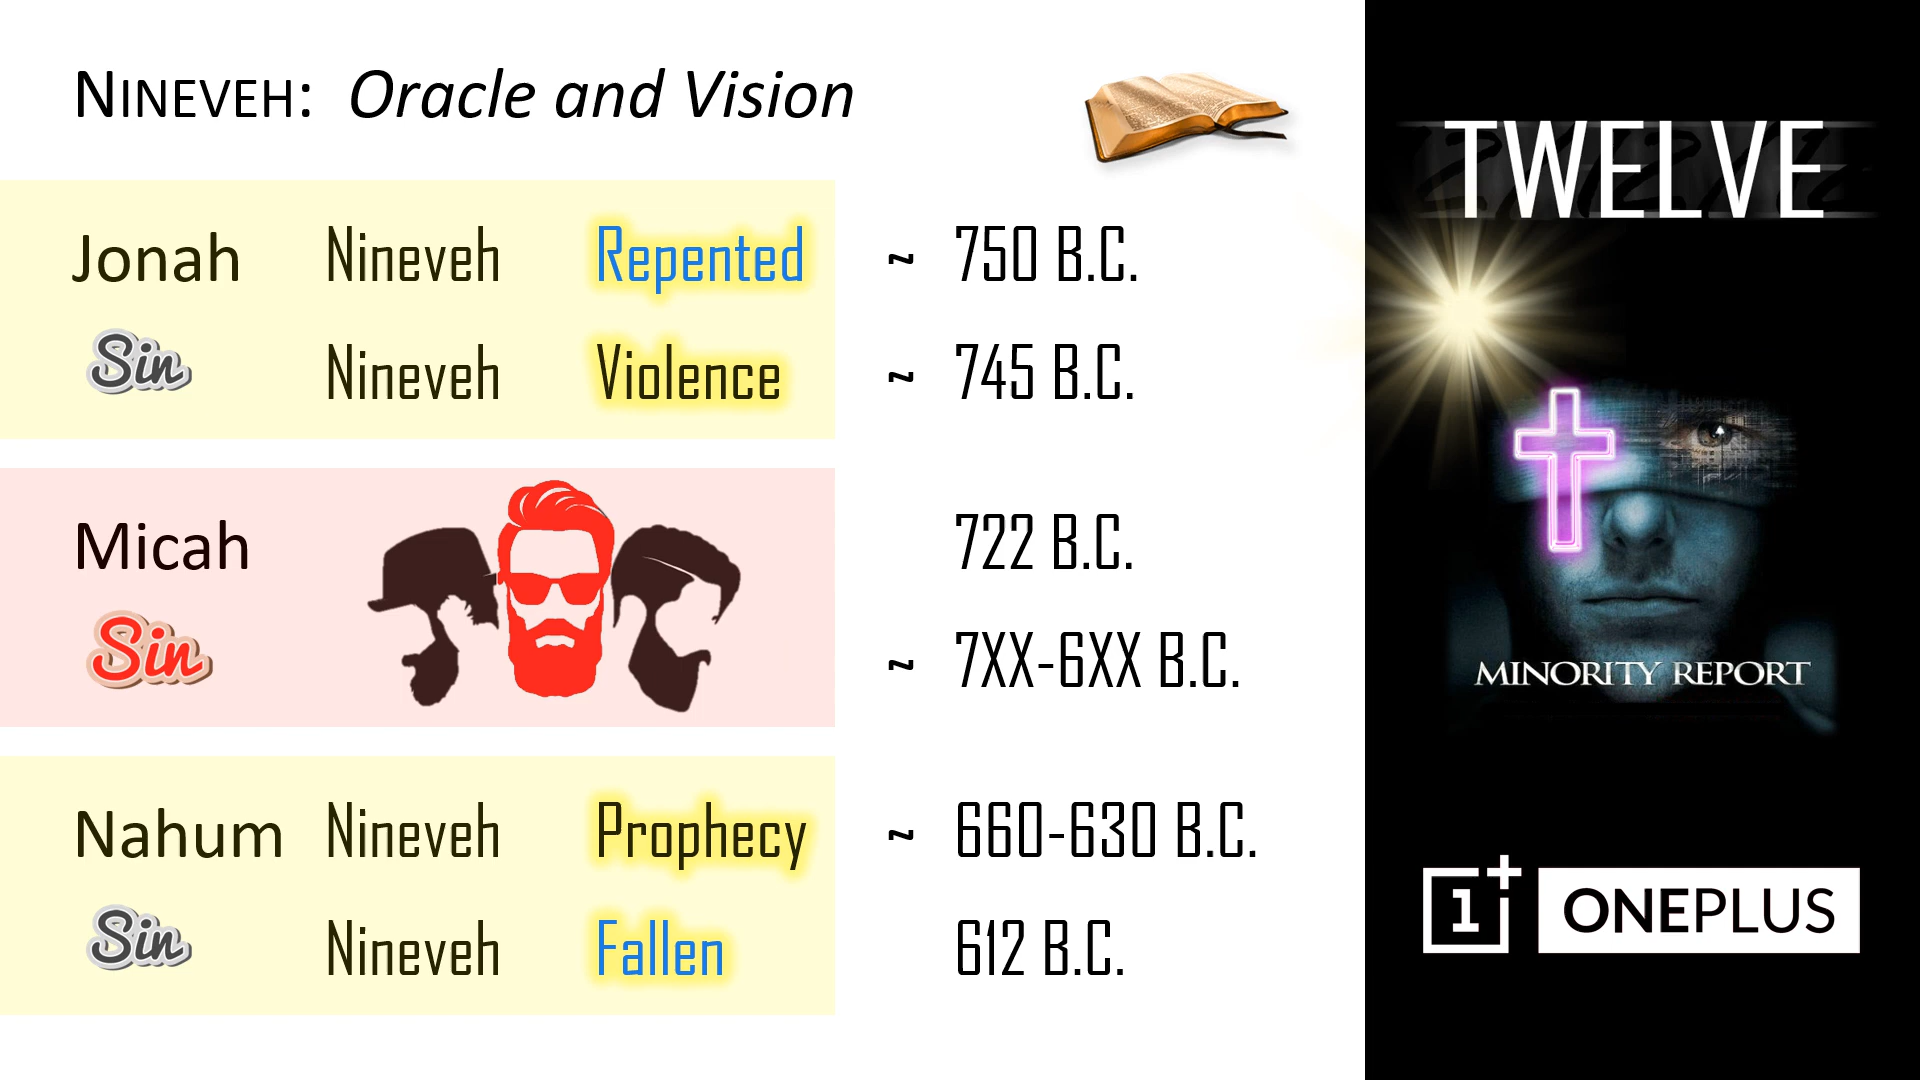 NINEVEH: Oracle and Vision
Jonah Nineveh Repented ~ 750 B.C.
Sin Nineveh Violence ~ 745 B.C.
Micah 722 B.C.
Sin ~ 7XX-6XX B.C.
Nahum Nineveh Prophecy ~ 660-630 B.C.
Sin Nineveh Fallen 612 B.C.
TWELVE
MINORITY REPORT
1+ ONEPLUS